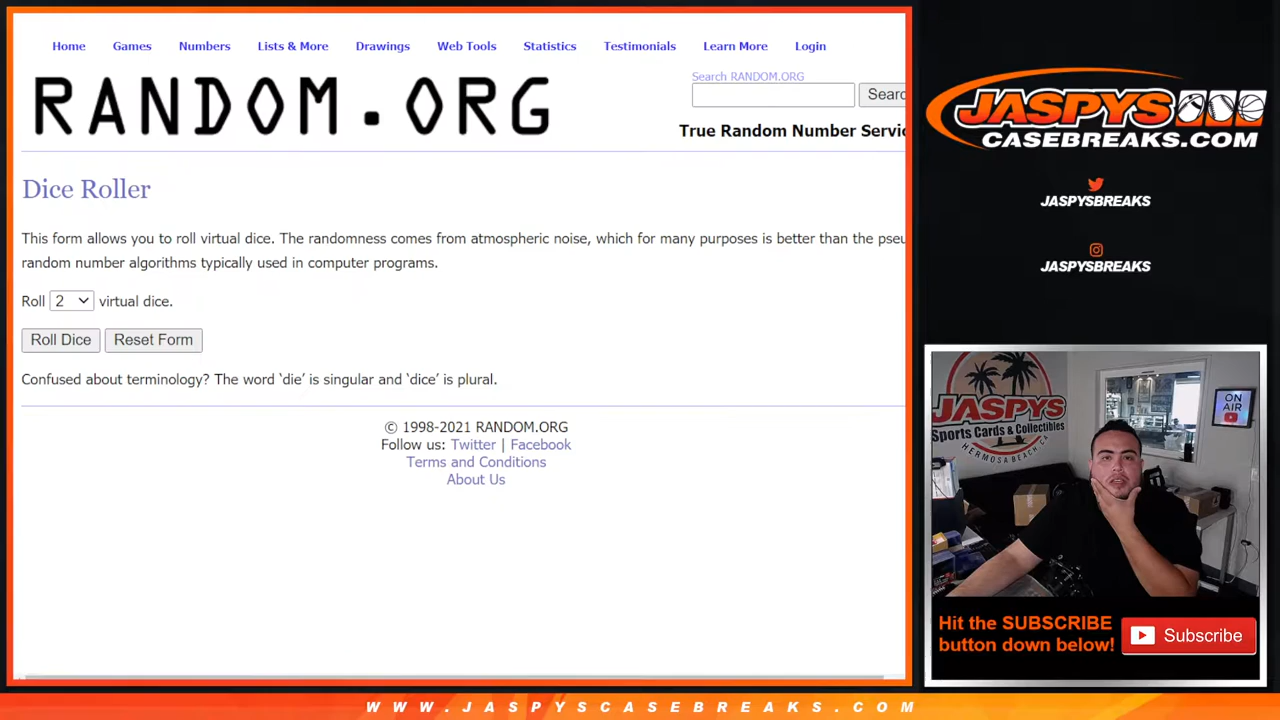 Home Games Numbers Lists & More Drawings Web Tools Statistics Testimonials Learn More Login
RANDOM.ORG
Search RANDOM.ORG
Searc
True Random Number Servic
Dice Roller
This form allows you to roll virtual dice. The randomness comes from atmospheric noise, which for many purposes is better than the pseu
random number algorithms typically used in computer programs.
Roll 2 virtual dice.
Roll Dice Reset Form
Confused about terminology? The word ‘die’ is singular and ‘dice’ is plural.
© 1998-2021 RANDOM.ORG
Follow us: Twitter | Facebook
Terms and Conditions
About Us
JASPYS
CASEBREAKS.COM
JASPYSBREAKS
JASPYSBREAKS
JASPYS
Sports Cards & Collectibles
HERMOSA BEACH CA
ON
AIR
Hit the SUBSCRIBE
button down below!
Subscribe
WWW.JASPYSCASEBREAKS.COM